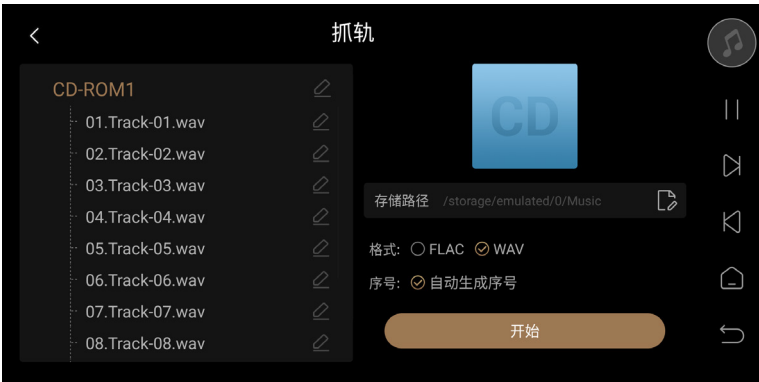 抓轨
CD-ROM1
01.Track-01.wav
02.Track-02.wav
03.Track-03.wav
04.Track-04.wav
05.Track-05.wav
06.Track-06.wav
07.Track-07.wav
08.Track-08.wav
CD
存储路径 /storage/emulated/0/Music
格式: FLAC WAV
序号: 自动生成序号
开始